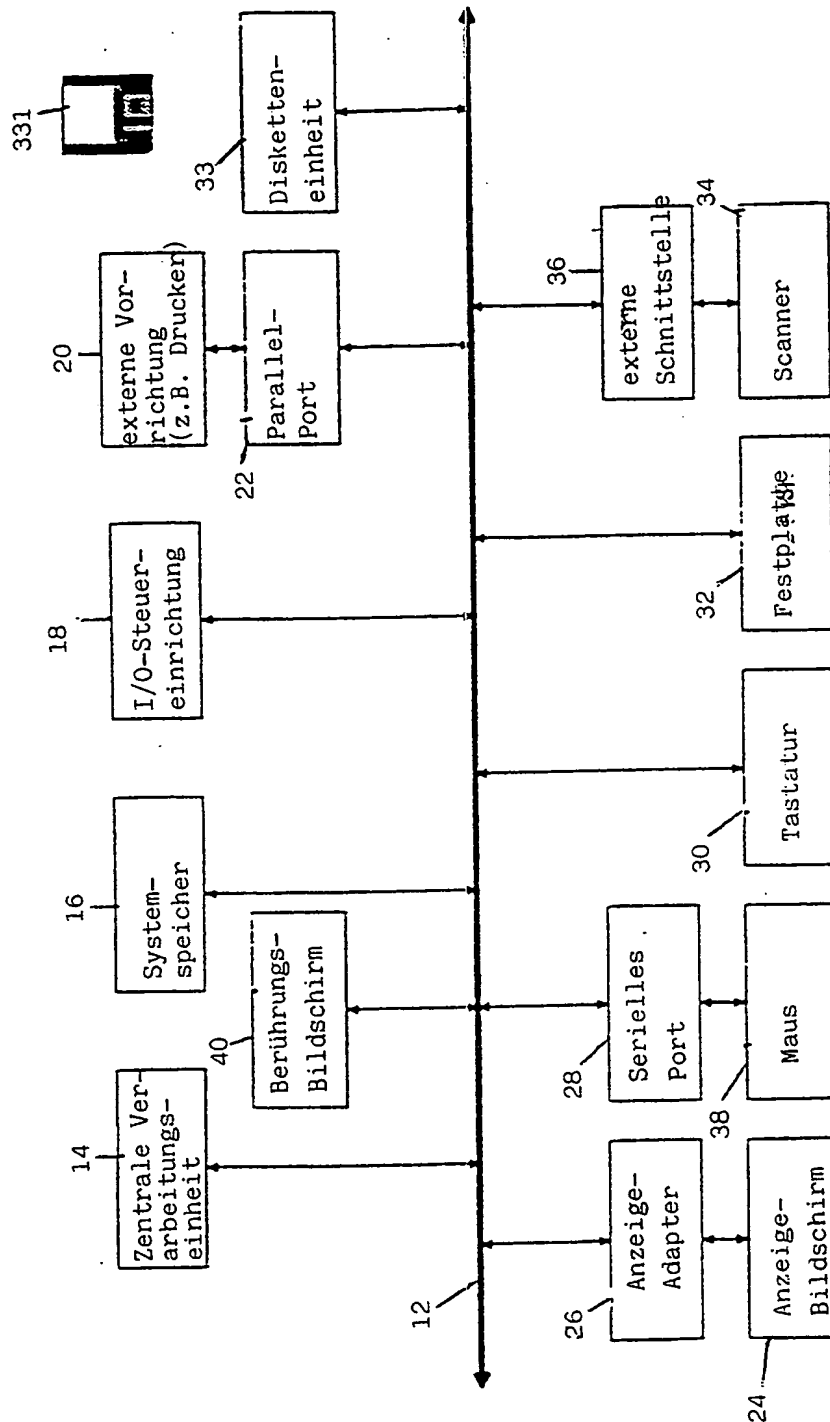 14
Zentrale Ver-
arbeitungs-
einheit
16
System-
speicher
18
I/O-Steuer-
einrichtung
20
externe Vor-
richtung
(z.B. Drucker)
331
40
Berührungs-
Bildschirm
22
Parallel-
Port
33
Disketten-
einheit
12
26
Anzeige-
Adapter
28
Serielles
Port
36
externe
Schnittstelle
24
Anzeige-
Bildschirm
38
Maus
30
Tastatur
32
Festplatte
34
Scanner